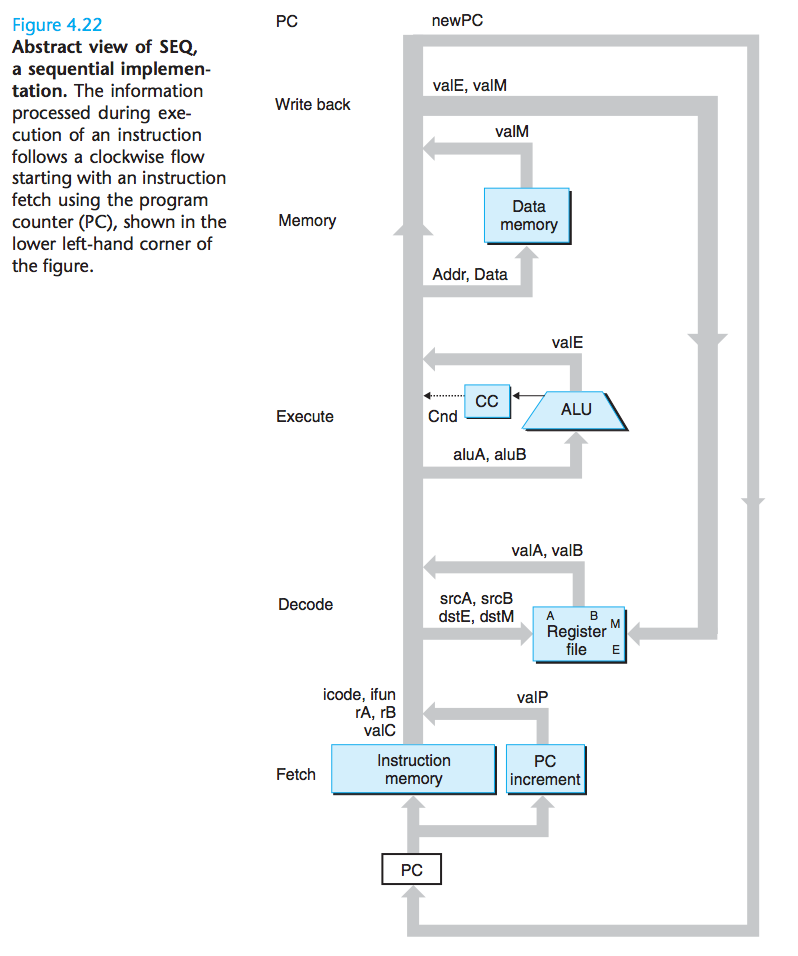 Figure 4.22
Abstract view of SEQ,
a sequential implemen-
tation. The information
processed during exe-
cution of an instruction
follows a clockwise flow
starting with an instruction
fetch using the program
counter (PC), shown in the
lower left-hand corner of
the figure.
PC
newPC
Write back
valE, valM
valM
Memory
Data
memory
Addr, Data
valE
Execute
CC
ALU
Cnd
aluA, aluB
valA, valB
Decode
srcA, srcB
dstE, dstM
A B
M
Register
file
E
icode, ifun
rA, rB
valC
valP
Fetch
Instruction
memory
PC
increment
PC